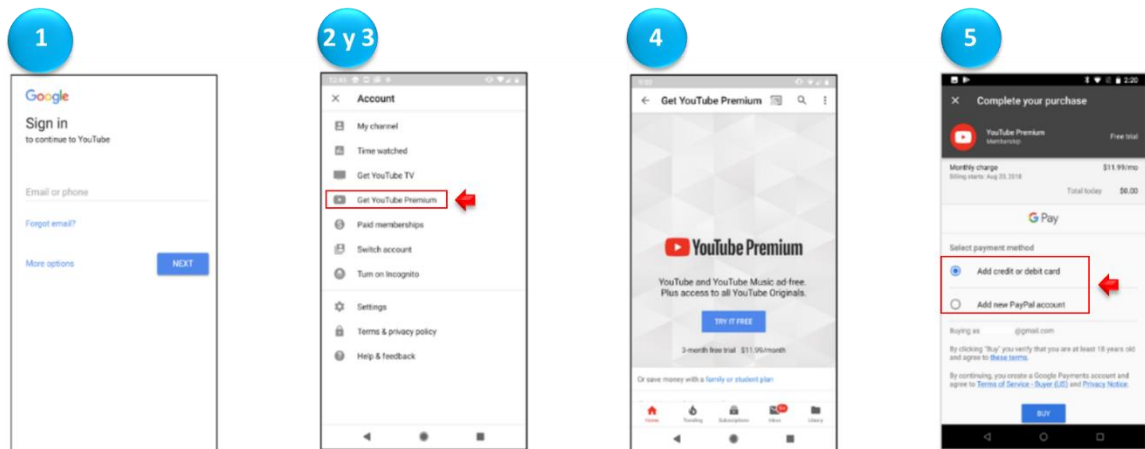 1
Google
Sign in
to continue to YouTube
Email or phone
Forgot email?
More options
NEXT
2 y 3
12:45
Account
My channel
Time watched
Get YouTube TV
Get YouTube Premium
Paid memberships
Switch account
Turn on Incognito
Settings
Terms & privacy policy
Help & feedback
4
Get YouTube Premium
YouTube Premium
YouTube and YouTube Music ad-free.
Plus access to all YouTube Originals.
TRY IT FREE
3-month free trial · $11.99/month
Or save money with a family or student plan
Home
Trending
Subscriptions
Inbox
Library
5
2:20
Complete your purchase
YouTube Premium
Free trial
Membership
Monthly charge
$11.99/mo
Billing starts: Aug 20, 2018
Total today $0.00
G Pay
Select payment method
Add credit or debit card
Add new PayPal account
Buying as @gmail.com
By clicking "Buy" you verify that you are at least 18 years old
and agree to these terms.
By continuing, you create a Google Payments account and
agree to Terms of Service - Buyer (US) and Privacy Notice.
BUY